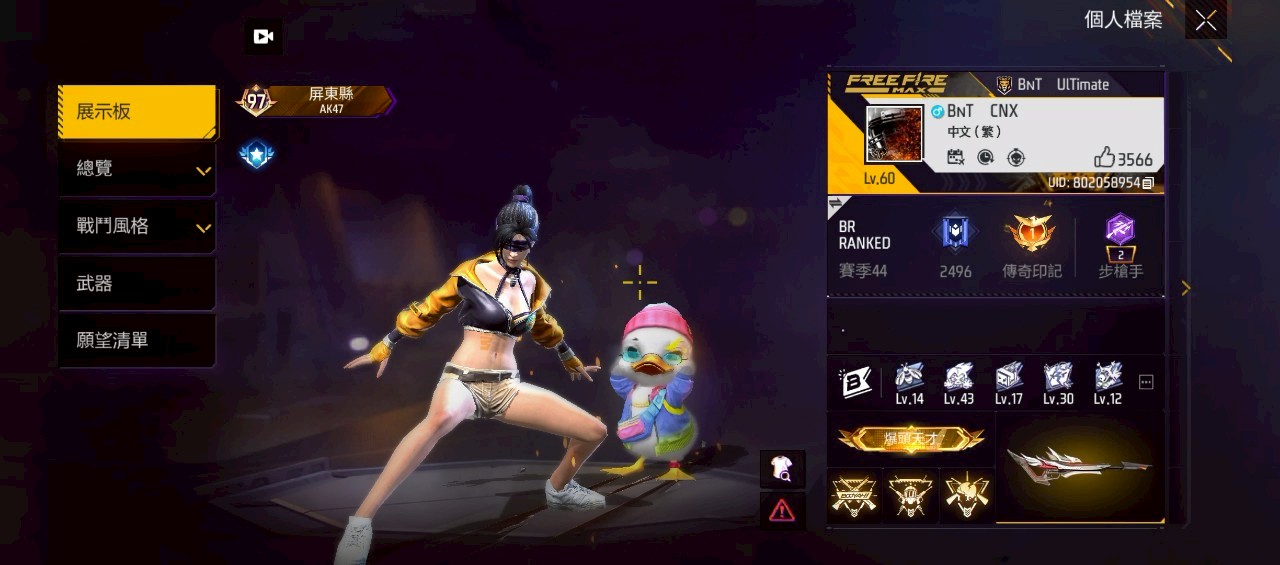 個人檔案
展示板
總覽
戰鬥風格
武器
願望清單
97
屏東縣
AK47
FREE FIRE
MAX
BNT UlTimate
BNT CNX
中文(繁)
3566
Lv.60
UID: 802058954
BR
RANKED
賽季44
2496
1
傳奇印記
2
步槍手
Lv.14 Lv.43 Lv.17 Lv.30 Lv.12
爆頭天才
BOOYAH!